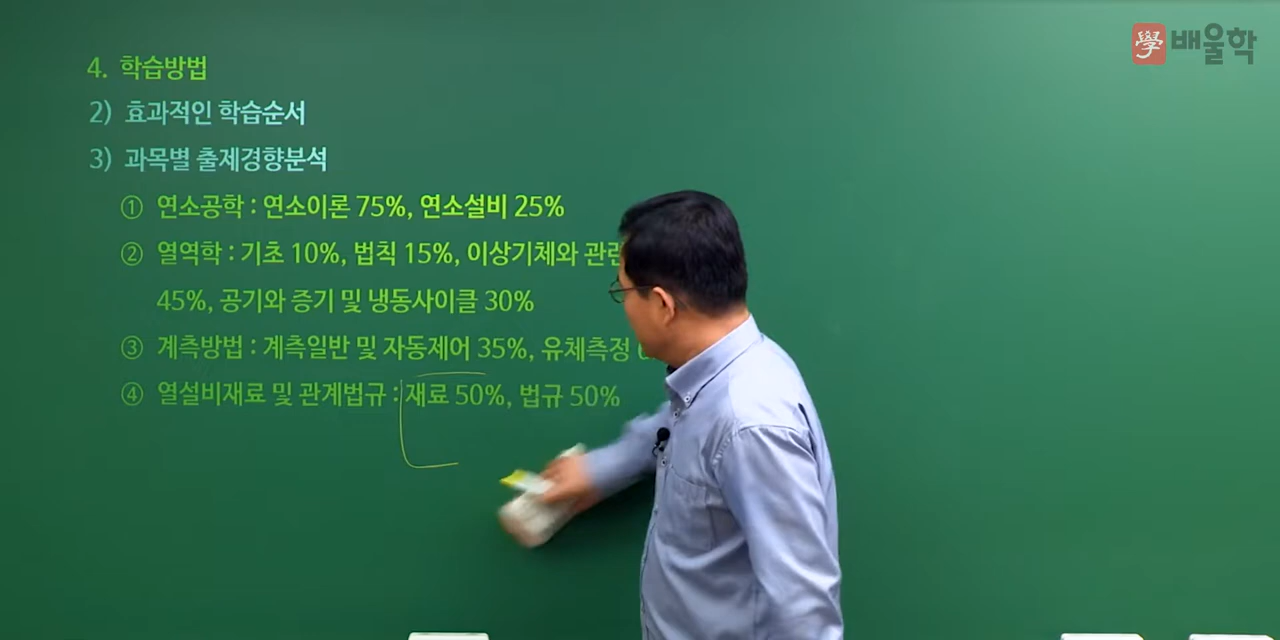 學 배울학
4. 학습방법
2) 효과적인 학습순서
3) 과목별 출제경향분석
① 연소공학 : 연소이론 75%, 연소설비 25%
② 열역학 : 기초 10%, 법칙 15%, 이상기체와
45%, 공기와 증기 및 냉동사이클 30%
③ 계측방법 : 계측일반 및 자동제어 35%, 유체측정
④ 열설비재료 및 관계법규 : 재료 50%, 법규 50%